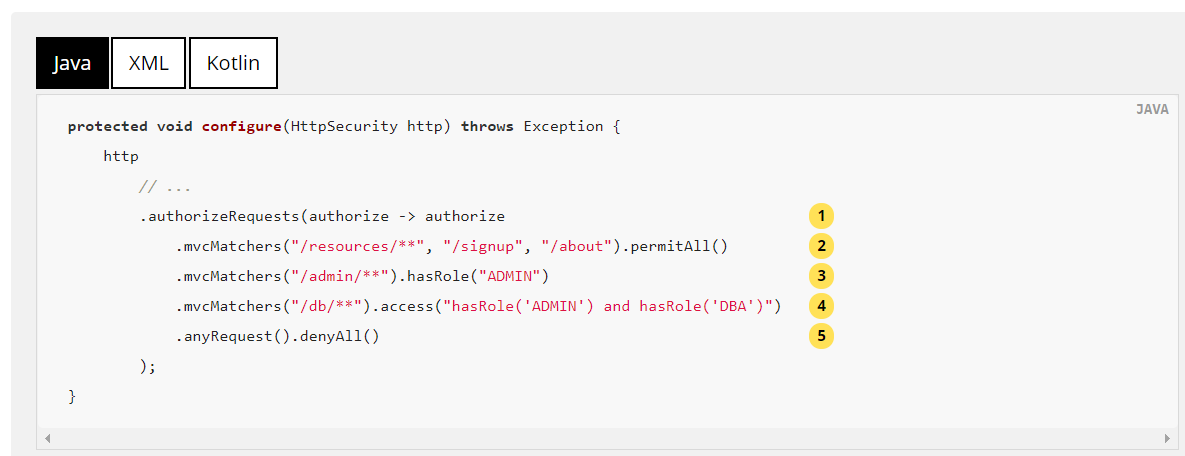 Java XML Kotlin
JAVA
protected void configure(HttpSecurity http) throws Exception {
    http
        // ...
        .authorizeRequests(authorize -> authorize 1
            .mvcMatchers("/resources/**", "/signup", "/about").permitAll() 2
            .mvcMatchers("/admin/**").hasRole("ADMIN") 3
            .mvcMatchers("/db/**").access("hasRole('ADMIN') and hasRole('DBA')") 4
            .anyRequest().denyAll() 5
        );
}